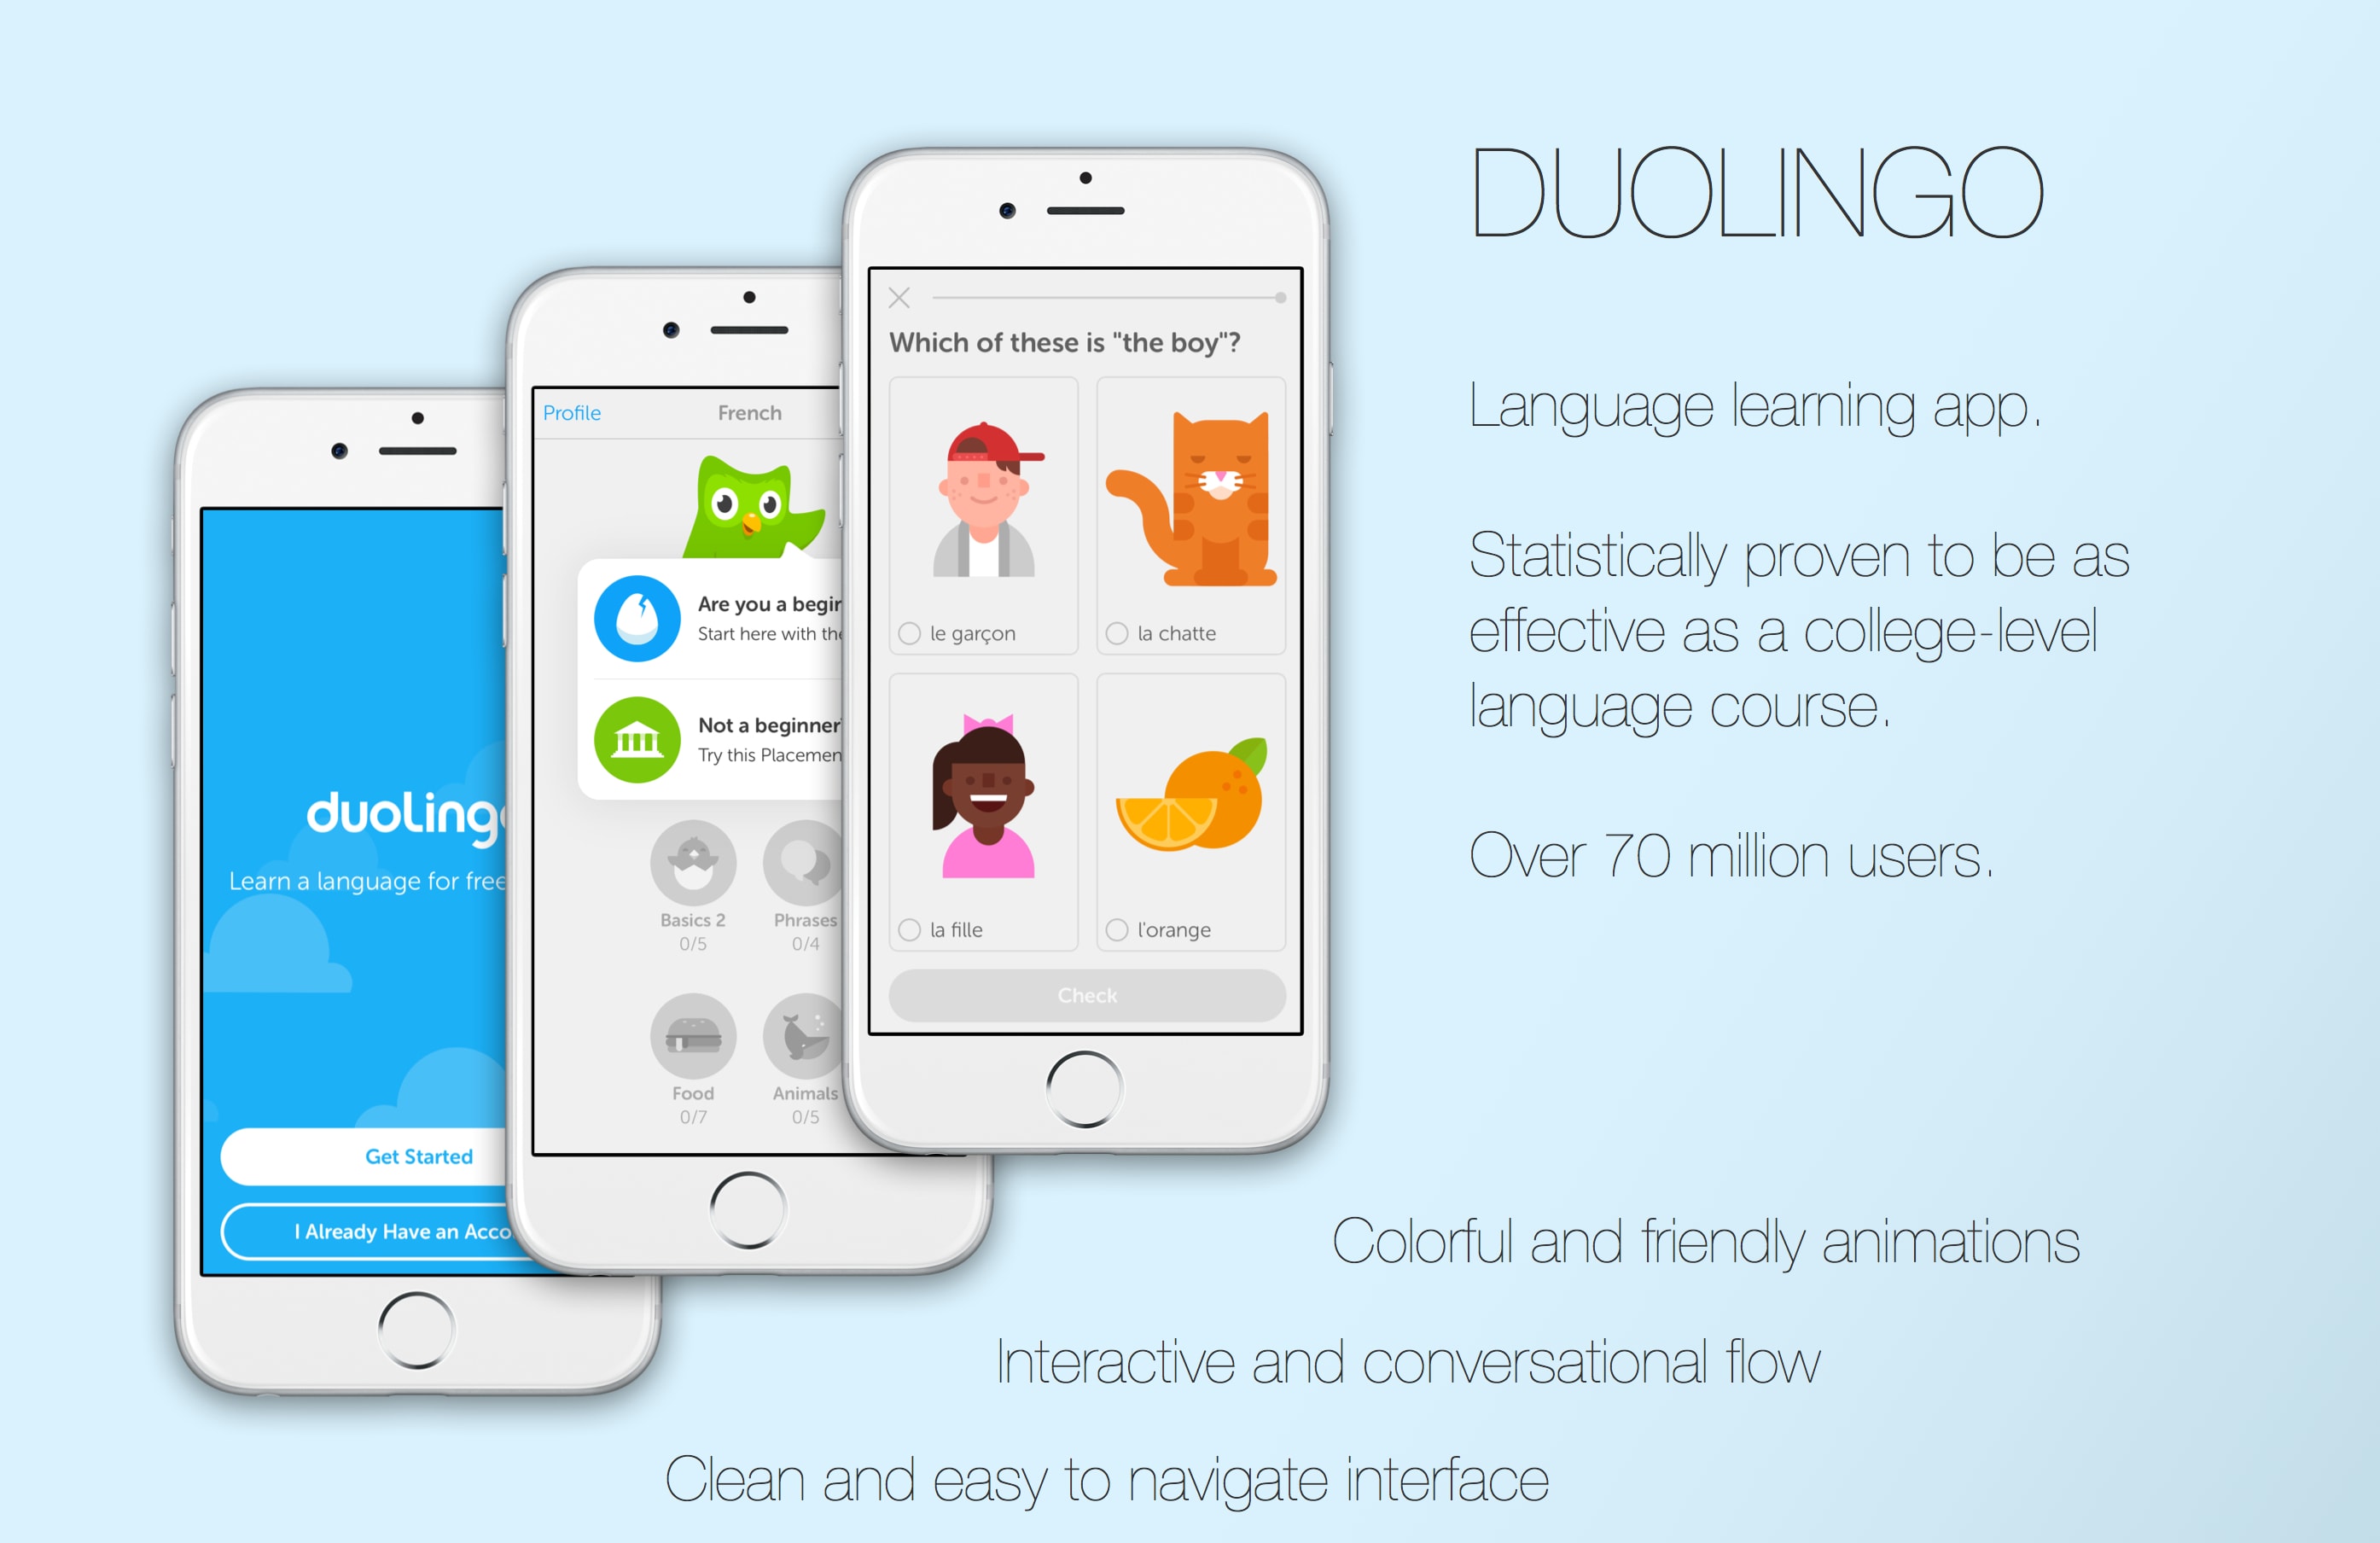 DUOLINGO
Language learning app.
Statistically proven to be as
effective as a college-level
language course.
Over 70 million users.
Which of these is "the boy"?
le garçon
la chatte
la fille
l'orange
Check
Profile
French
Are you a begin
Start here with the
Not a beginner
Try this Placemen
Basics 2
Phrases
0/5
0/4
Food
Animals
0/7
0/5
duolingo
Learn a language for free
Get Started
I Already Have an Acco
Colorful and friendly animations
Interactive and conversational flow
Clean and easy to navigate interface